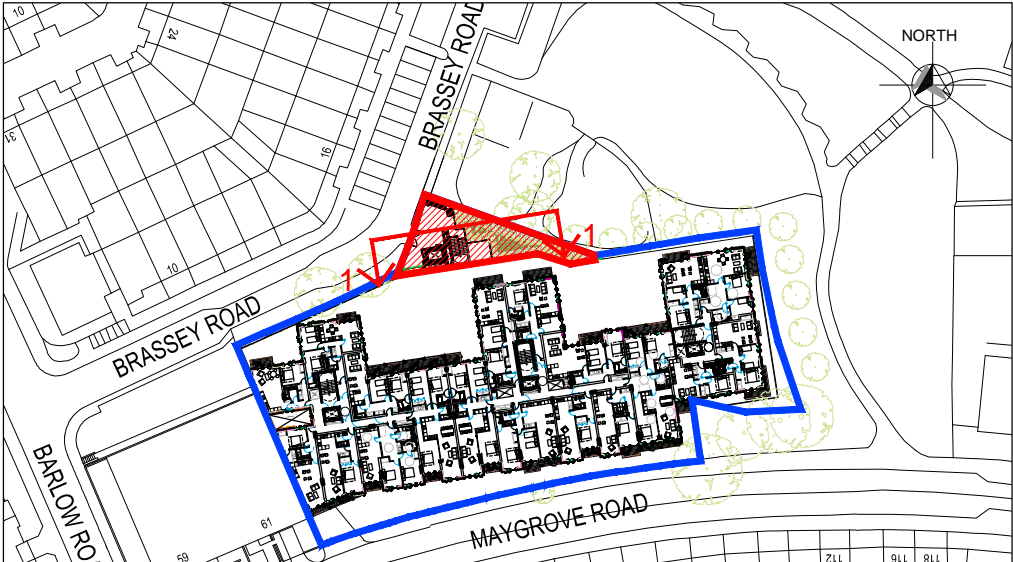 10
24
BRASSEY ROAD
NORTH
31
16
1
1
10
BRASSEY ROAD
BARLOW RO
61
59
MAYGROVE ROAD
112
116
118